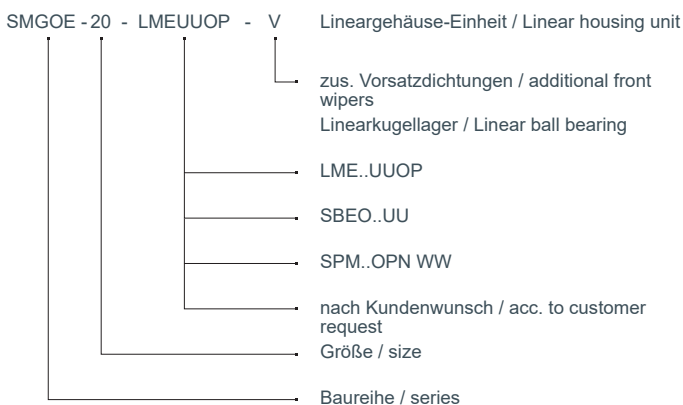 SMGOE - 20 - LMEUUOP - V Lineargehäuse-Einheit / Linear housing unit
zus. Vorsatzdichtungen / additional front
wipers
Linearkugellager / Linear ball bearing
LME..UUOP
SBEO..UU
SPM..OPN WW
nach Kundenwunsch / acc. to customer
request
Größe / size
Baureihe / series